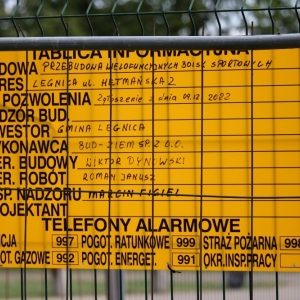 TABLICA INFORMACYJNA
DOWA PRZEBUDOWA WIELOFUNKCYJNYCH BOISK SPORTOWYCH
RES LEGNICA UL. HETMAŃSKA 2
POZWOLENIA Zgłoszenie z dnia 09.12.2022
DZÓR BUD.
WESTOR GMINA LEGNICA
YKONAWCA BUD-ZIEM SP. Z O.O.
ER. BUDOWY WIKTOR DYNOWSKI
ER. ROBÓT ROMAN JANUSZ
SP. NADZORU MARCIN FIGIEL
OJEKTANT
TELEFONY ALARMOWE
CJA 997 POGOT. RATUNKOWE 999 STRAŻ POŻARNA 998
OT. GAZOWE 992 POGOT. ENERGET. 991 OKR.INSP.PRACY